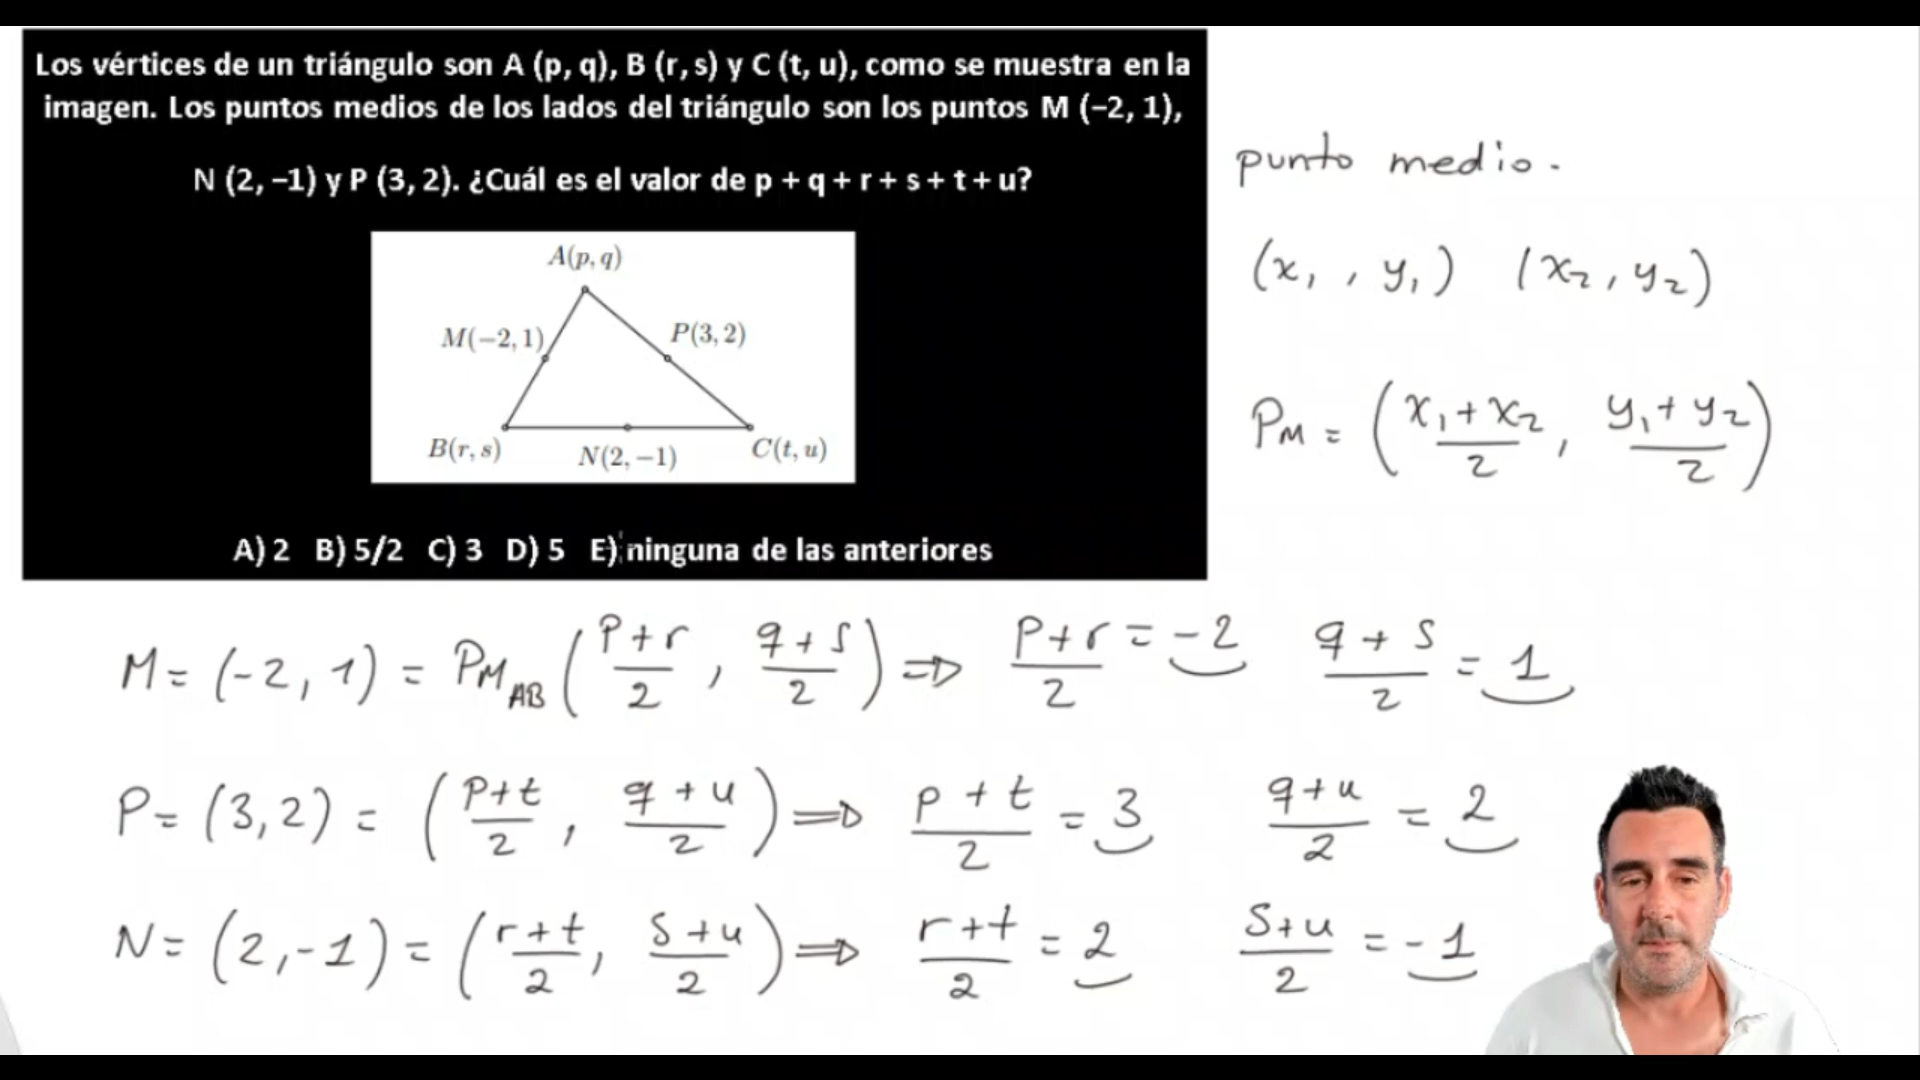 Los vértices de un triángulo son A (p, q), B (r, s) y C (t, u), como se muestra en la
imagen. Los puntos medios de los lados del triángulo son los puntos M (−2, 1),
N (2, −1) y P (3, 2). ¿Cuál es el valor de p + q + r + s + t + u?
A(p, q)
M(−2, 1)
P(3, 2)
B(r, s)
N(2, −1)
C(t, u)
A) 2 B) 5/2 C) 3 D) 5 E) ninguna de las anteriores
punto medio.
(x₁, y₁) (x₂, y₂)
PM = ((x₁+x₂)/2, (y₁+y₂)/2)
M = (-2, 1) = PM AB ((p+r)/2, (q+s)/2) ⇒ (p+r)/2 = -2 (q+s)/2 = 1
P = (3, 2) = ((p+t)/2, (q+u)/2) ⇒ (p+t)/2 = 3 (q+u)/2 = 2
N = (2, -1) = ((r+t)/2, (s+u)/2) ⇒ (r+t)/2 = 2 (s+u)/2 = -1